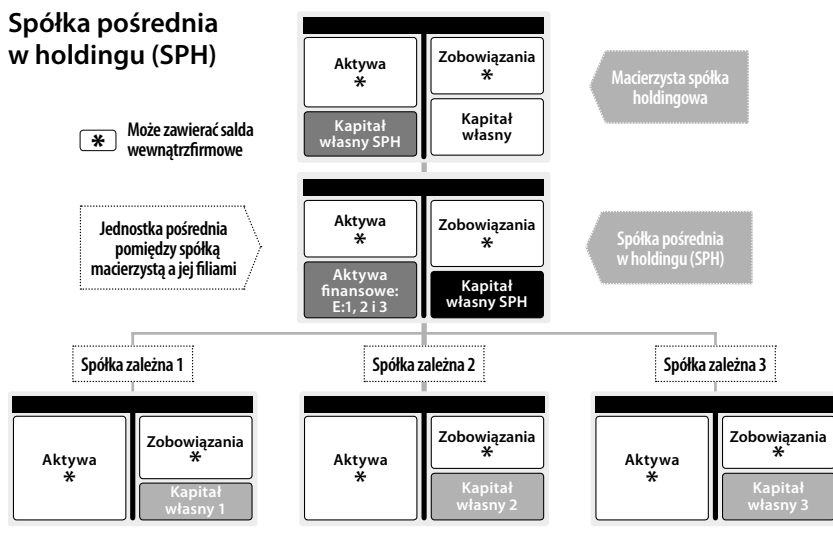 Spółka pośrednia
w holdingu (SPH)
Aktywa
*
Zobowiązania
*
Macierzysta spółka
holdingowa
Kapitał
własny SPH
Kapitał
własny
* Może zawierać salda
wewnątrzfirmowe
Jednostka pośrednia
pomiędzy spółką
macierzystą a jej filiami
Aktywa
*
Zobowiązania
*
Spółka pośrednia
w holdingu (SPH)
Aktywa
finansowe:
E:1, 2 i 3
Kapitał
własny SPH
Spółka zależna 1
Spółka zależna 2
Spółka zależna 3
Aktywa
*
Zobowiązania
*
Kapitał
własny 1
Aktywa
*
Zobowiązania
*
Kapitał
własny 2
Aktywa
*
Zobowiązania
*
Kapitał
własny 3